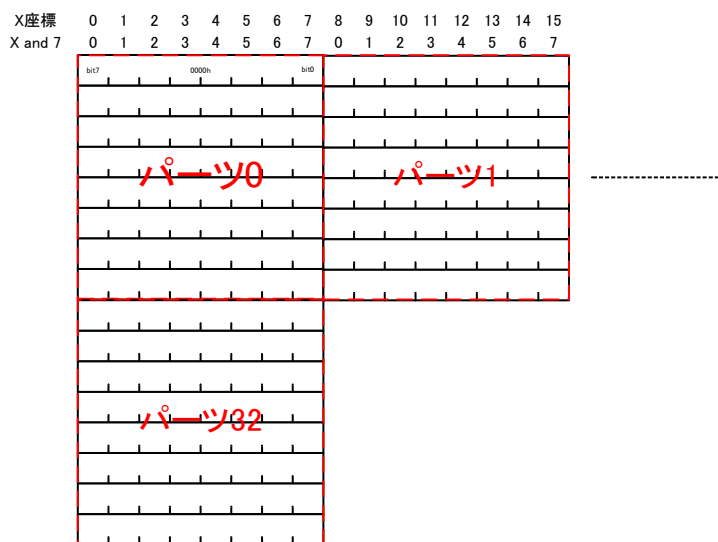 X座標 0 1 2 3 4 5 6 7 8 9 10 11 12 13 14 15
X and 7 0 1 2 3 4 5 6 7 0 1 2 3 4 5 6 7
bit7 0000h bit0
パーツ0 パーツ1
パーツ32